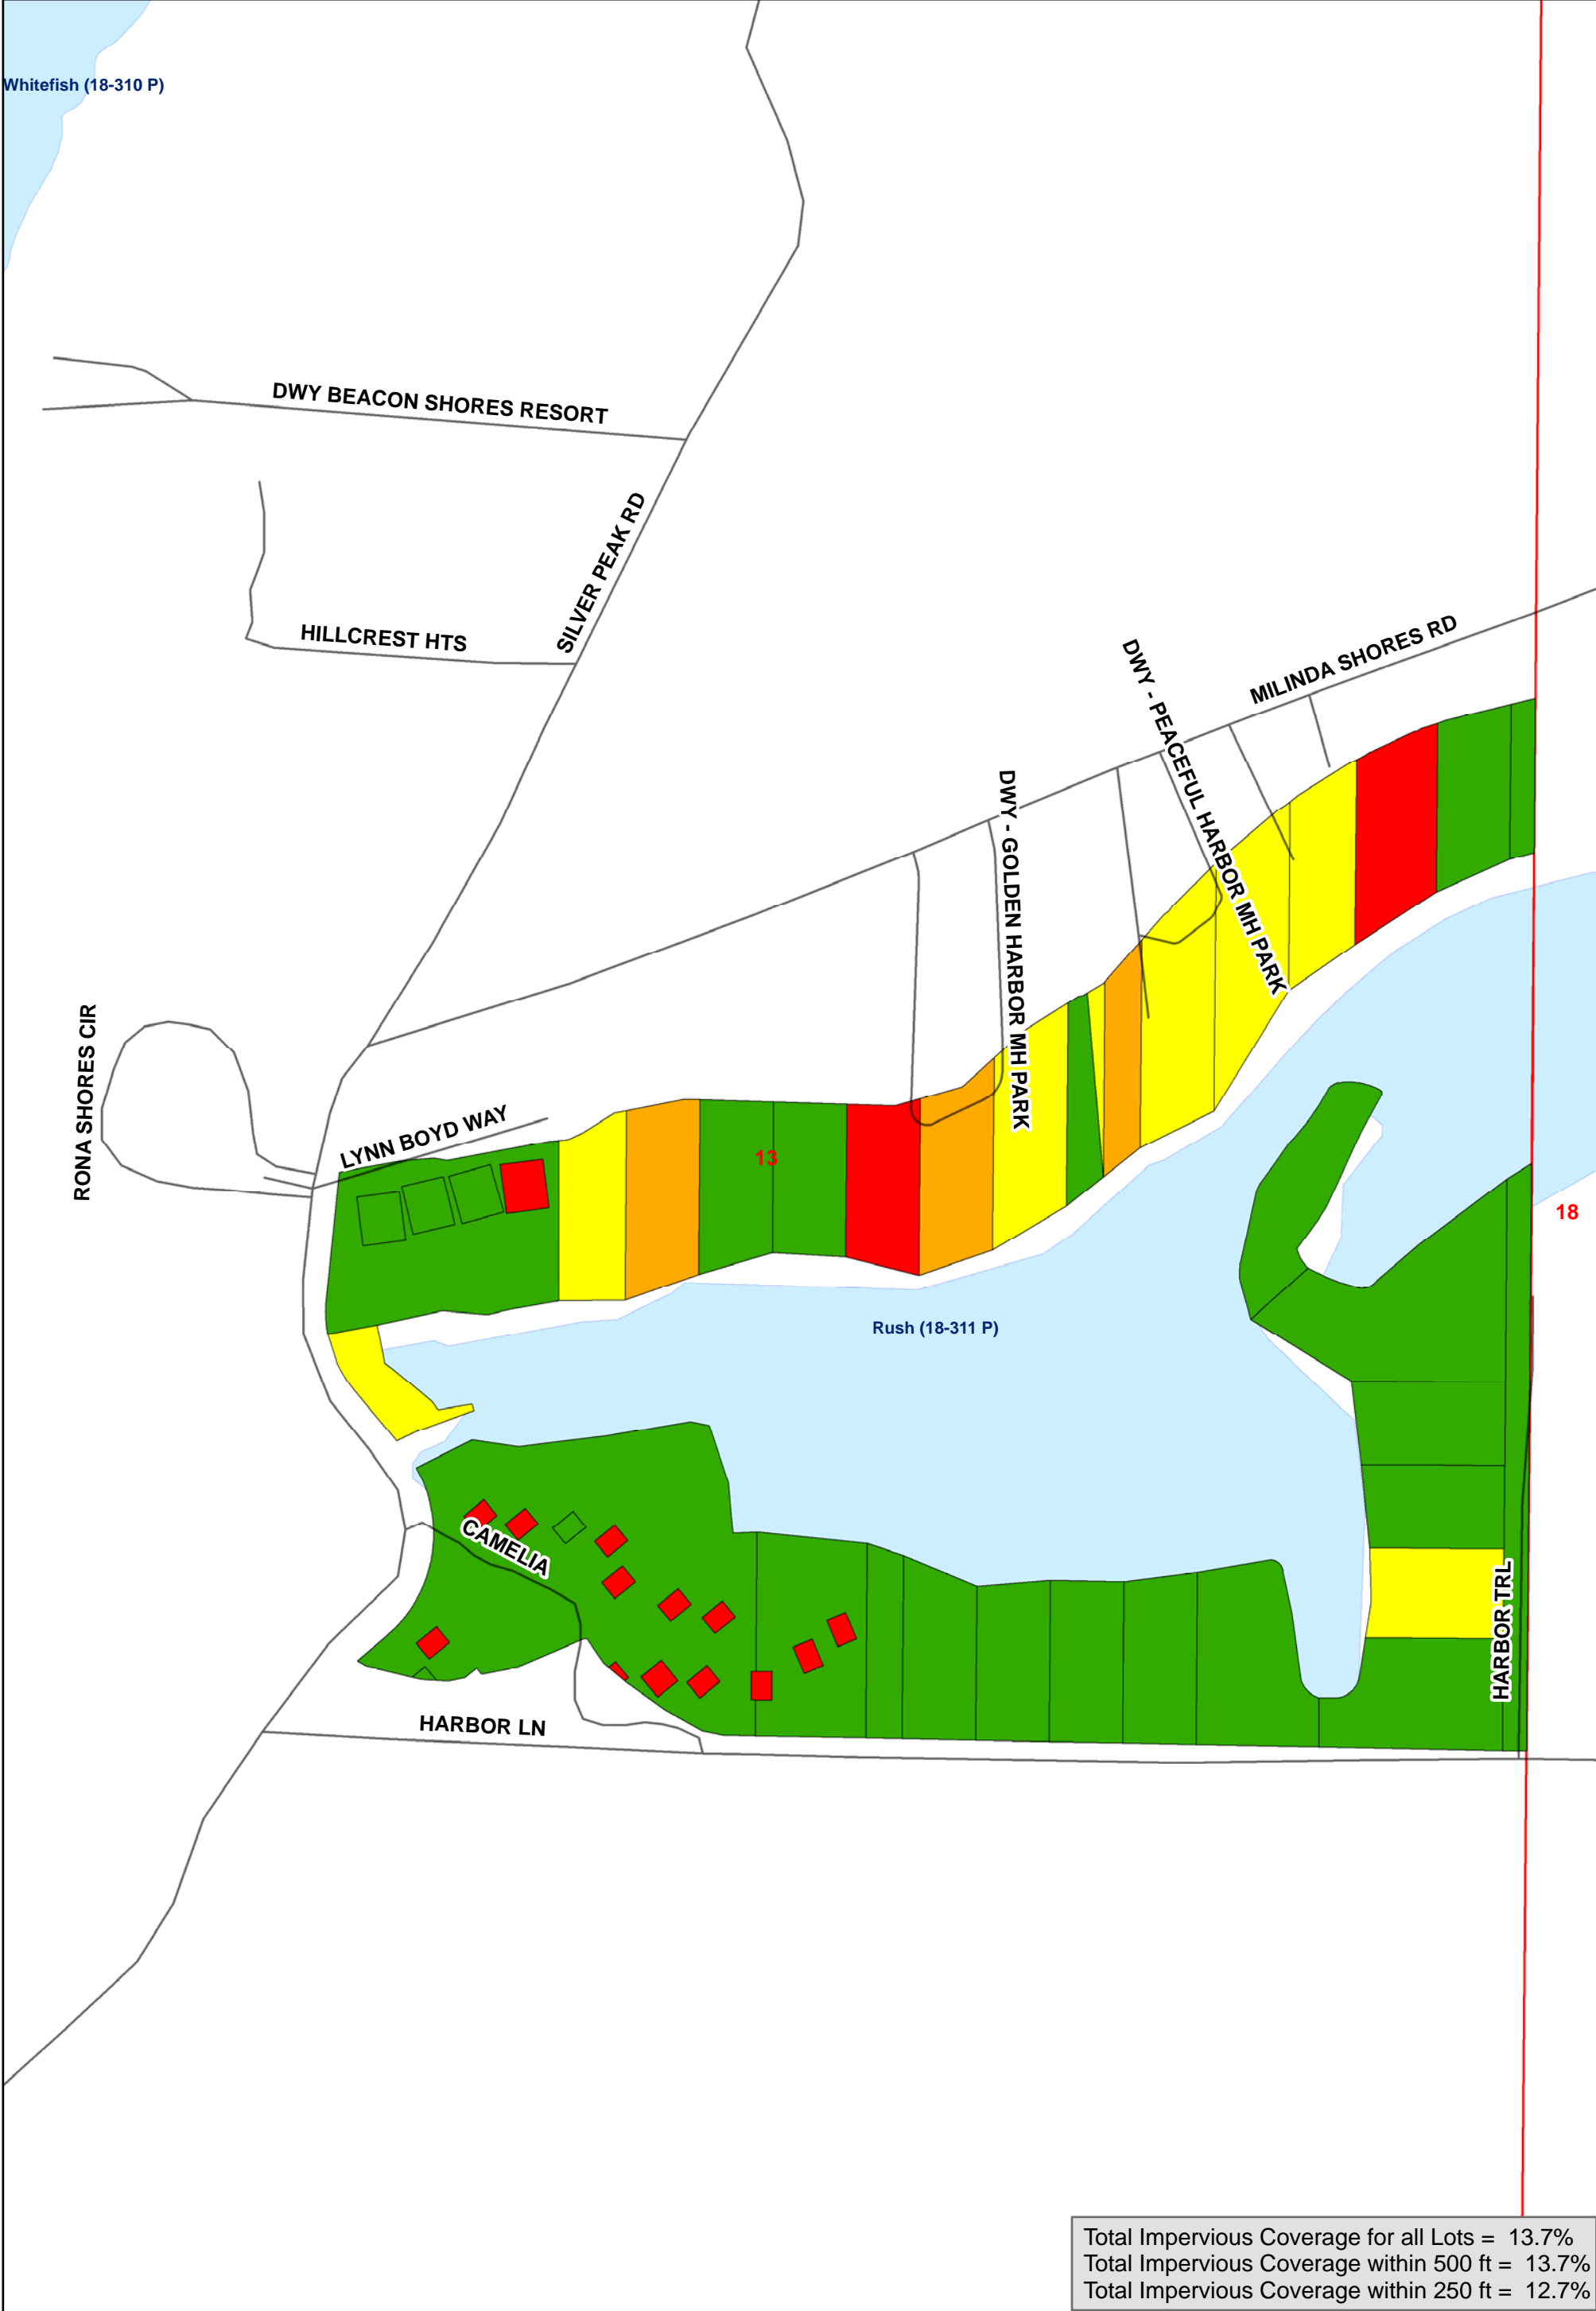 Whitefish (18-310 P)
DWY BEACON SHORES RESORT
SILVER PEAK RD
HILLCREST HTS
MILINDA SHORES RD
DWY - PEACEFUL HARBOR MH PARK
DWY - GOLDEN HARBOR MH PARK
RONA SHORES CIR
LYNN BOYD WAY
13
18
Rush (18-311 P)
CAMELIA
HARBOR TRL
HARBOR LN
Total Impervious Coverage for all Lots = 13.7%
Total Impervious Coverage within 500 ft = 13.7%
Total Impervious Coverage within 250 ft = 12.7%